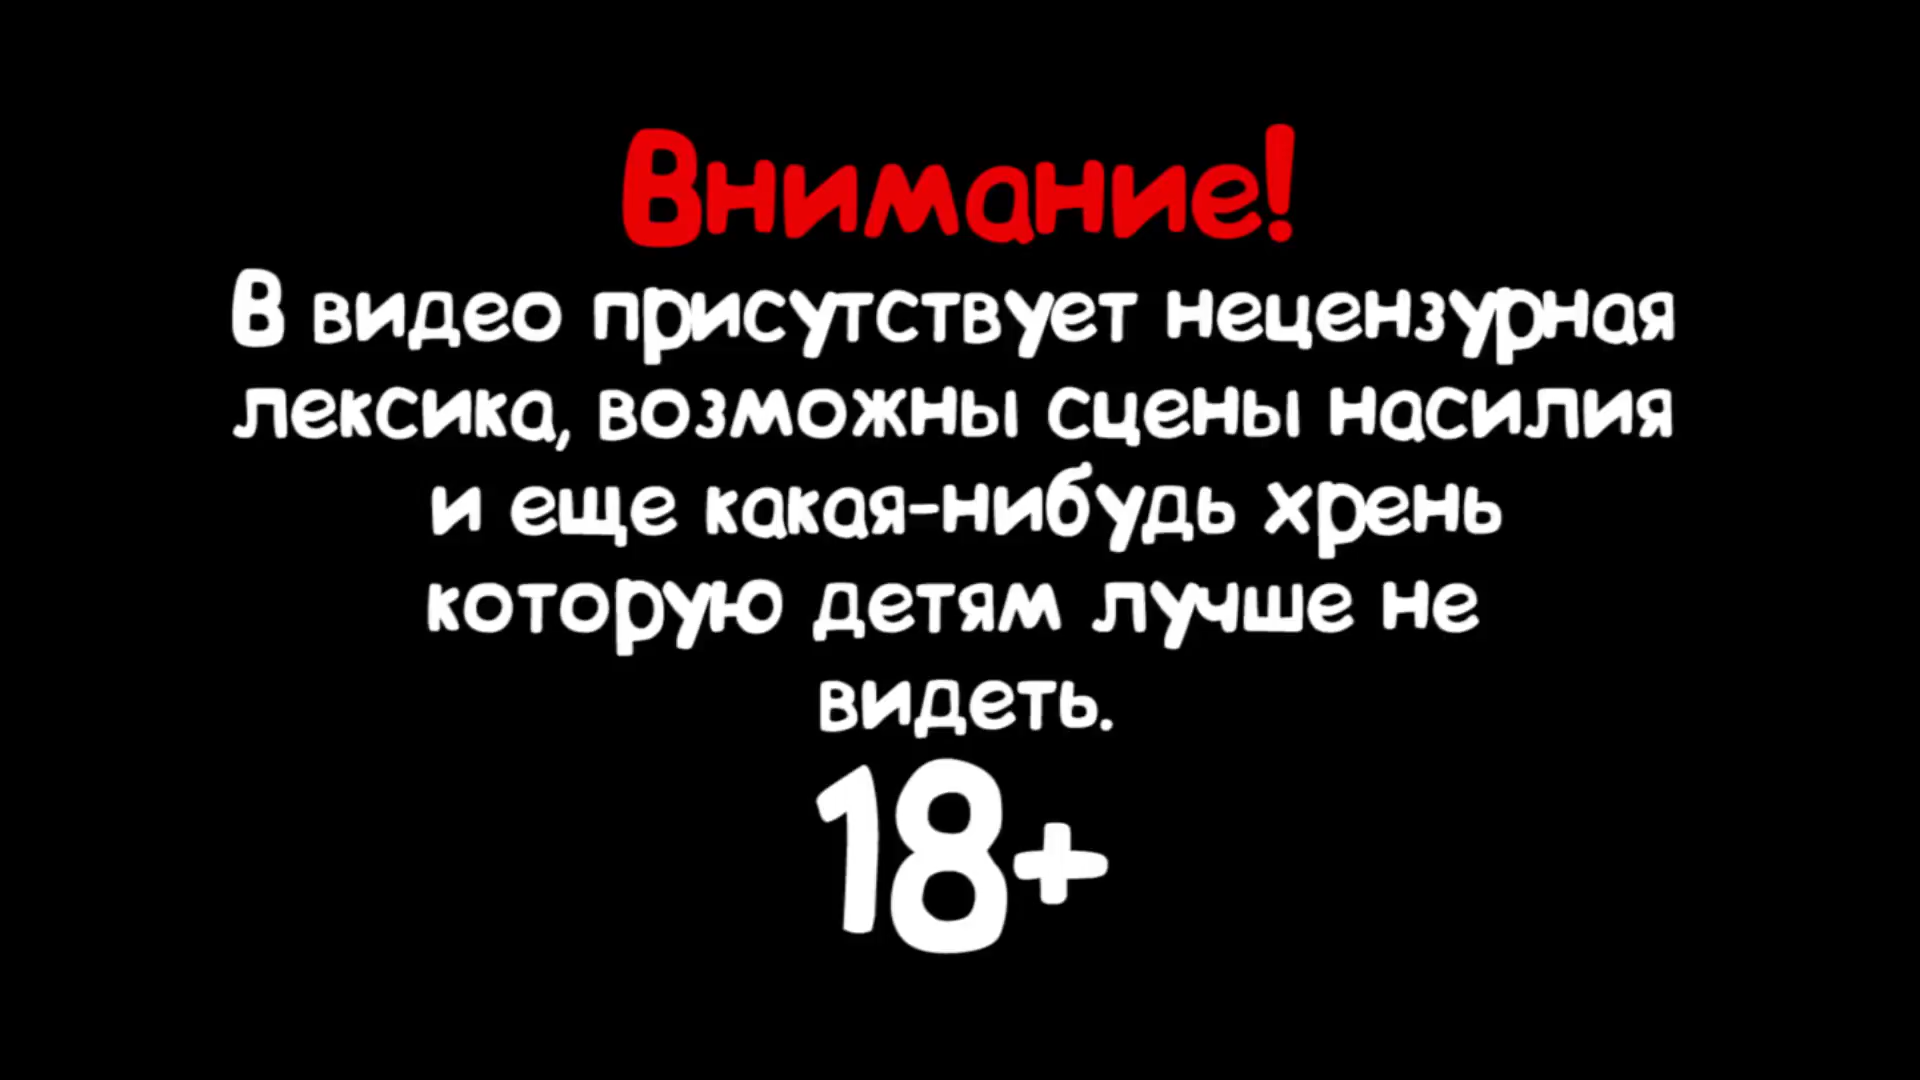 Внимание!
В видео присутствует нецензурная
лексика, возможны сцены насилия
и еще какая-нибудь хрень
которую детям лучше не
видеть.
18+